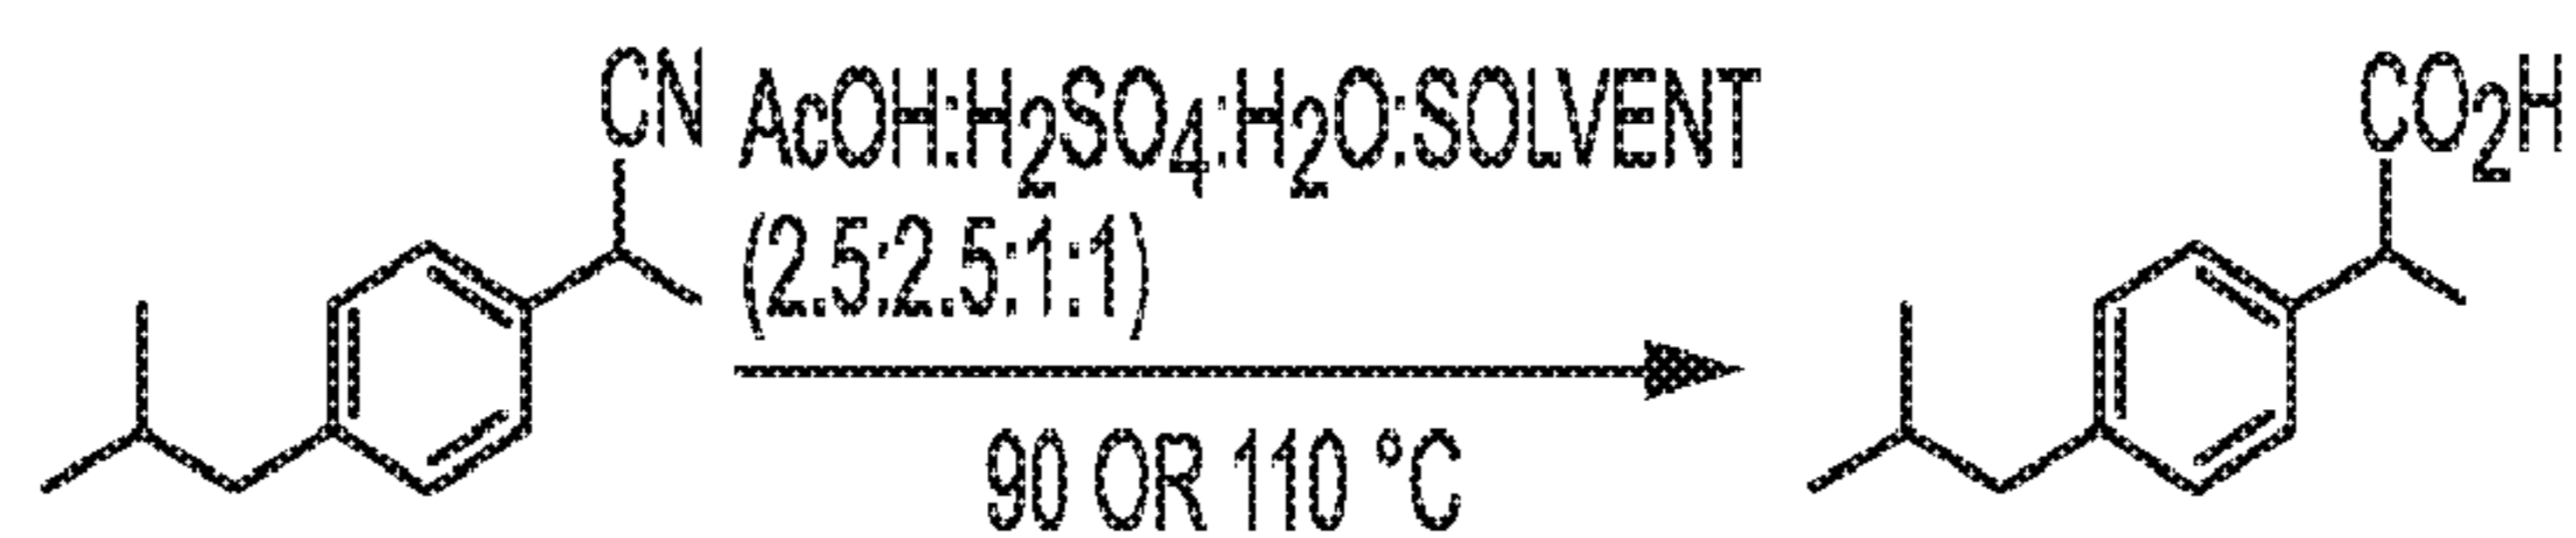 CN
AcOH:H₂SO₄:H₂O:SOLVENT
(2.5:2.5:1:1)
90 OR 110 °C
CO₂H